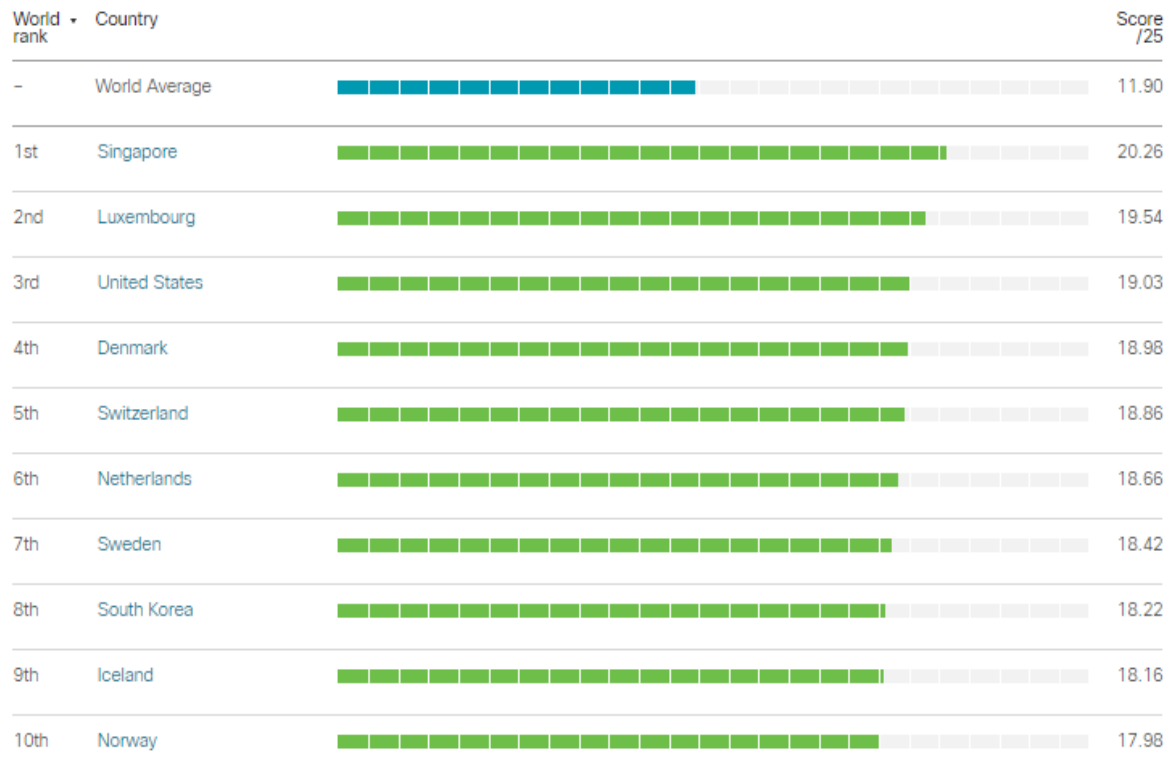 World rank ▾ Country Score /25
– World Average 11.90
1st Singapore 20.26
2nd Luxembourg 19.54
3rd United States 19.03
4th Denmark 18.98
5th Switzerland 18.86
6th Netherlands 18.66
7th Sweden 18.42
8th South Korea 18.22
9th Iceland 18.16
10th Norway 17.98